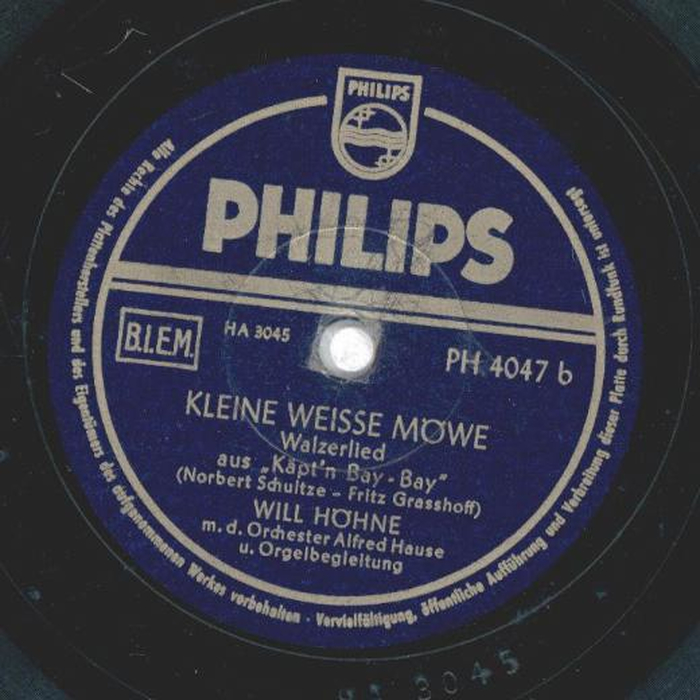 PHILIPS
PHILIPS
B.I.E.M.
HA 3045
PH 4047 b
KLEINE WEISSE MÖWE
Walzerlied
aus „Käpt'n Bay-Bay“
(Norbert Schultze – Fritz Grasshoff)
WILL HÖHNE
m. d. Orchester Alfred Hause
u. Orgelbegleitung
Alle Rechte des Plattenherstellers und des Eigentümers des aufgenommenen Werkes vorbehalten · Vervielfältigung, öffentliche Aufführung und Verbreitung dieser Platte durch Rundfunk ist untersagt
3045